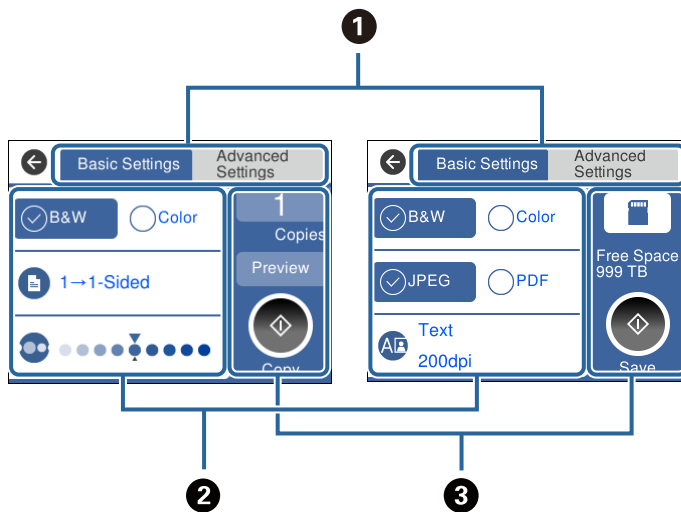 1
Basic Settings
Advanced
Settings
B&W
Color
1→1-Sided
1
Copies
Preview
Copy
Basic Settings
Advanced
Settings
B&W
Color
JPEG
PDF
A
Text
200dpi
Free Space
999 TB
Save
2
3